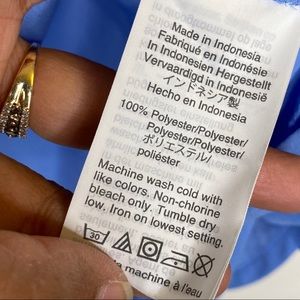 Made in Indonesia
Fabriqué en Indonésie
In Indonesien Hergestellt
Vervaardigd in Indonesië
インドネシア製
Hecho en Indonesia
100% Polyester/Polyester/
Polyester/Polyester/
ポリエステル/
poliéster
Machine wash cold with
like colors. Non-chlorine
bleach only. Tumble dry
low. Iron on lowest setting.
30
la machine à l'eau